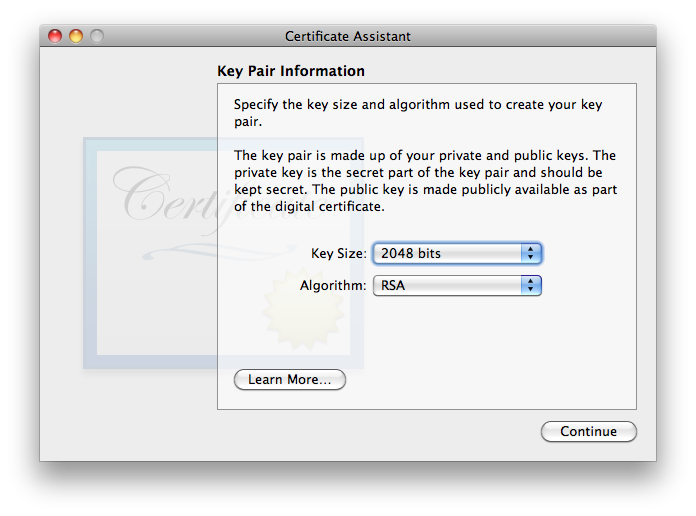 Certificate Assistant
Key Pair Information
Specify the key size and algorithm used to create your key
pair.
The key pair is made up of your private and public keys. The
private key is the secret part of the key pair and should be
kept secret. The public key is made publicly available as part
of the digital certificate.
Key Size: 2048 bits
Algorithm: RSA
Learn More...
Continue